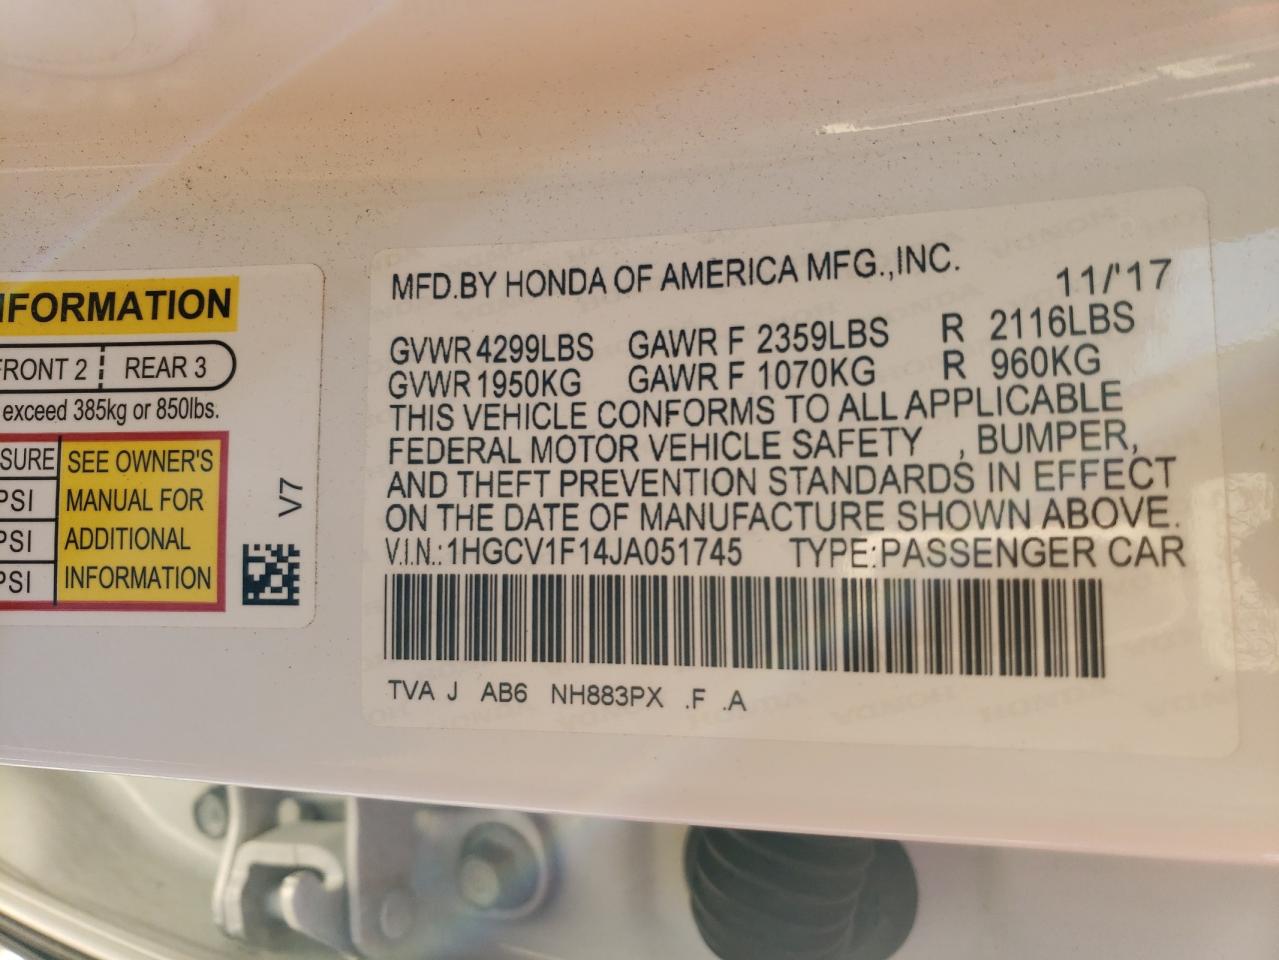 INFORMATION
FRONT 2 REAR 3
exceed 385kg or 850lbs.
SURE SEE OWNER'S
PSI MANUAL FOR
PSI ADDITIONAL
PSI INFORMATION
V7
MFD.BY HONDA OF AMERICA MFG.,INC. 11/'17
GVWR 4299LBS GAWR F 2359LBS R 2116LBS
GVWR 1950KG GAWR F 1070KG R 960KG
THIS VEHICLE CONFORMS TO ALL APPLICABLE
FEDERAL MOTOR VEHICLE SAFETY , BUMPER,
AND THEFT PREVENTION STANDARDS IN EFFECT
ON THE DATE OF MANUFACTURE SHOWN ABOVE.
V.I.N.:1HGCV1F14JA051745 TYPE:PASSENGER CAR
TVA J AB6 NH883PX .F .A